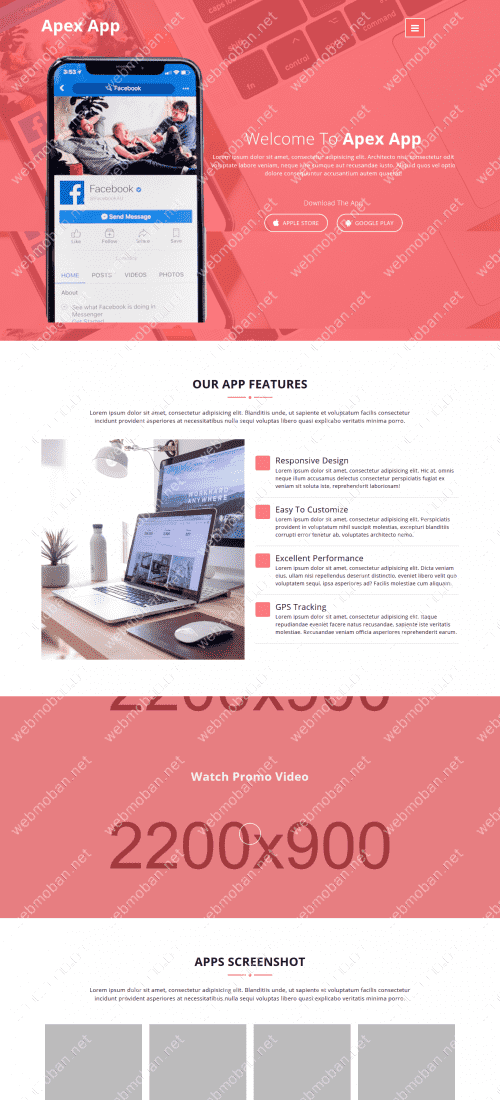 Apex App
3:53
Facebook
Facebook
Send Message
Like
Follow
Share
Save
HOME POSTS VIDEOS PHOTOS
About
See what Facebook is doing in
Messenger
Get Started
command
Welcome To Apex App
Lorem ipsum dolor sit amet, consectetur adipisicing elit. Architecto nisi, consectetur odit
voluptate labore veniam, neque iure cumque aut recusandae iusto. Aliquid quos vel optio
dolore consequuntur accusantium autem quaerat!
Download The App
APPLE STORE
GOOGLE PLAY
OUR APP FEATURES
Lorem ipsum dolor sit amet, consectetur adipisicing elit. Blanditiis unde, ut sapiente et voluptatum facilis consectetur
incidunt provident asperiores at necessitatibus nulla sequi voluptas libero quasi explicabo veritatis minima porro.
WORKHARD
ANYWHERE
Responsive Design
Lorem ipsum dolor sit amet, consectetur adipisicing elit. Hic at, omnis
neque illum accusamus delectus consectetur perspiciatis fugiat ex
veniam sit soluta iste, reprehenderit laboriosam!
Easy To Customize
Lorem ipsum dolor sit amet, consectetur adipisicing elit. Perspiciatis
provident in voluptatum nihil suscipit molestias, excepturi blanditiis
corrupti error tenetur ab, voluptates architecto nemo.
Excellent Performance
Lorem ipsum dolor sit amet, consectetur adipisicing elit. Dicta veniam
eius, ullam nisi repellendus deserunt distinctio, eveniet libero velit quo
voluptatem sequi, ipsa asperiores ad? Facilis molestiae cum aliquam.
GPS Tracking
Lorem ipsum dolor sit amet, consectetur adipisicing elit. Itaque
repudiandae eveniet facere natus recusandae, sapiente iste veritatis
molestiae. Recusandae veniam officia asperiores reprehenderit earum.
2200x900
Watch Promo Video
2200x900
APPS SCREENSHOT
Lorem ipsum dolor sit amet, consectetur adipisicing elit. Blanditiis unde, ut sapiente et voluptatum facilis consectetur
incidunt provident asperiores at necessitatibus nulla sequi voluptas libero quasi explicabo veritatis minima porro.
webmoban.net